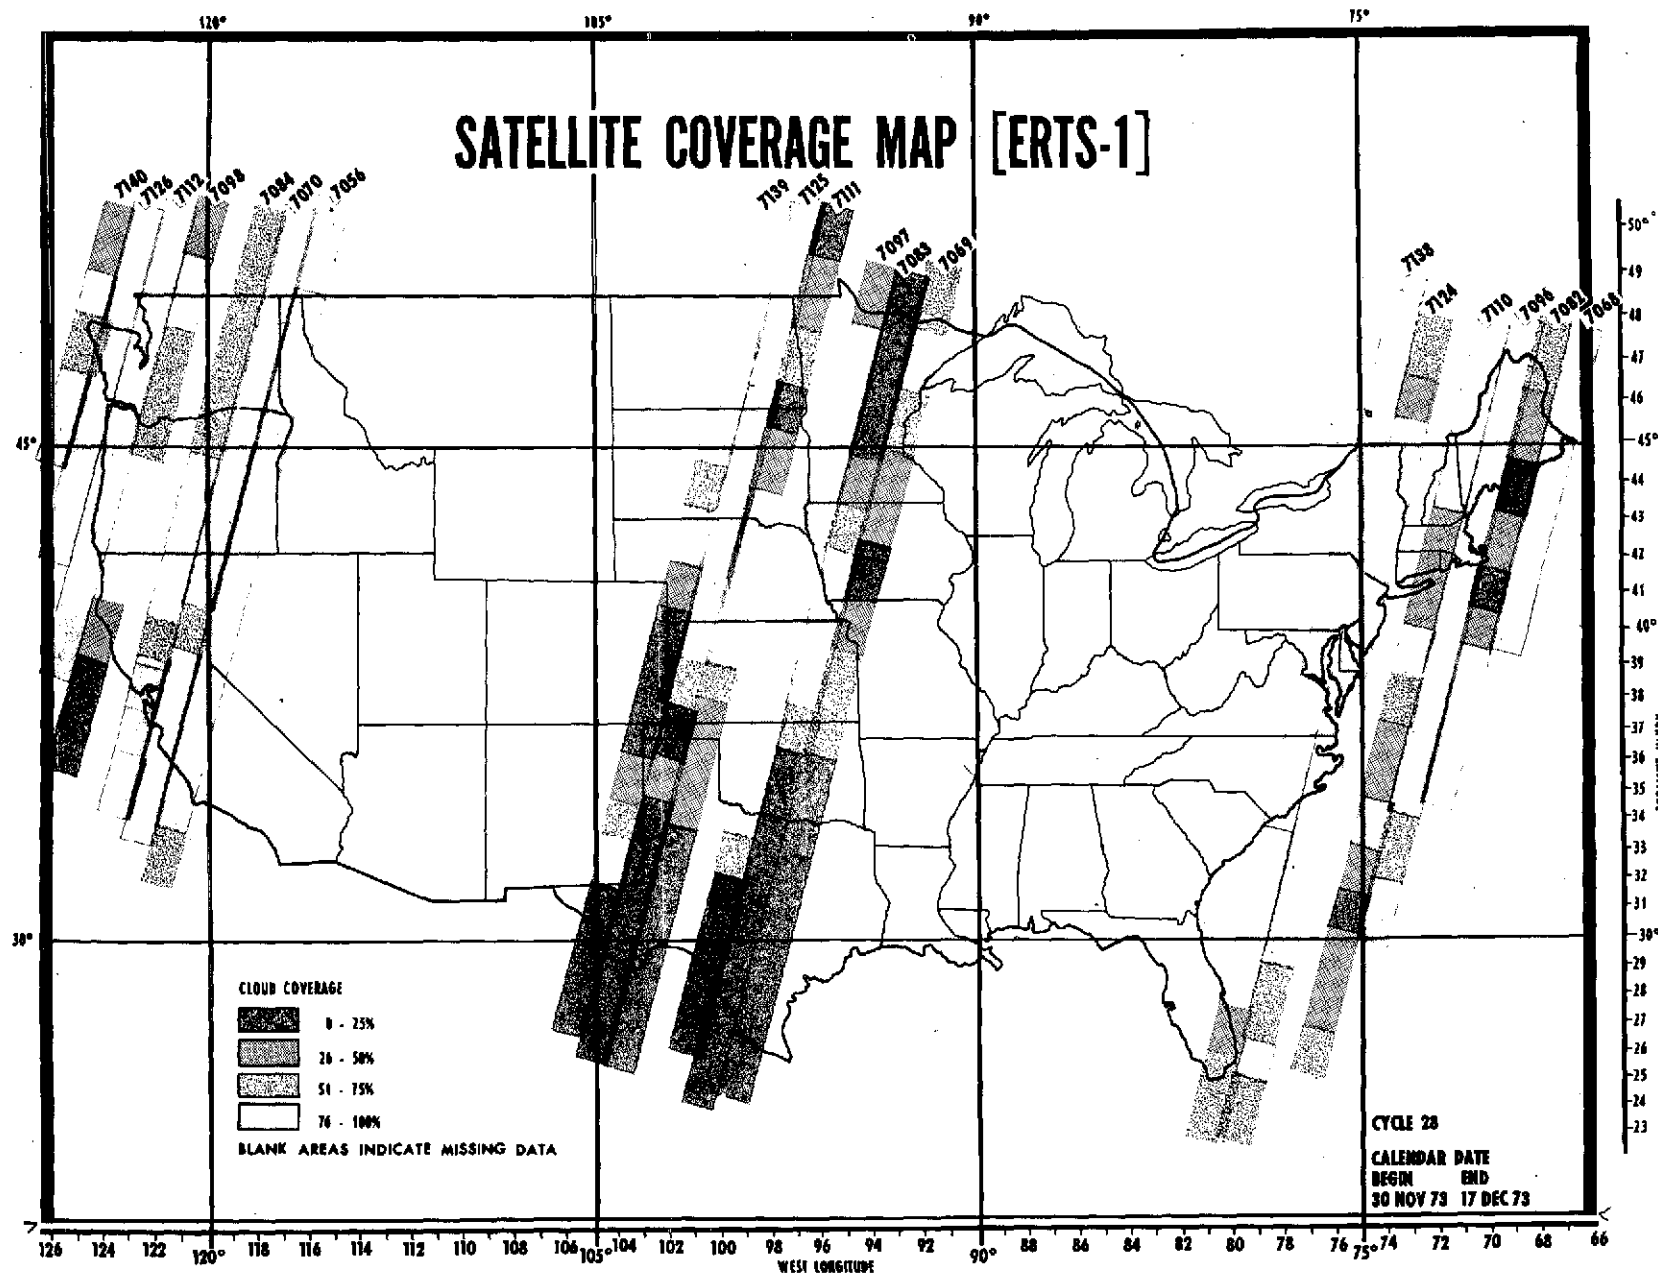 120° 105° 90° 75°
SATELLITE COVERAGE MAP [ERTS-1]
7140 7126 7112 7098 7084 7070 7056
7139 7125 7111
7097 7083 7069
7138
7124 7110 7096 7082 7068
50°
49
48
47
46
45° 45°
44
43
42
41
40°
39
38
37
36
35
34
33
32
31
30° 30°
29
28
27
26
25
24
23
CLOUD COVERAGE
0 - 25%
26 - 50%
51 - 75%
76 - 100%
BLANK AREAS INDICATE MISSING DATA
CYCLE 28
CALENDAR DATE
BEGIN END
30 NOV 73 17 DEC 73
126 124 122 120° 118 116 114 112 110 108 106 105° 104 102 100 98 96 94 92 90° 88 86 84 82 80 78 76 75° 74 72 70 68 66
WEST LONGITUDE